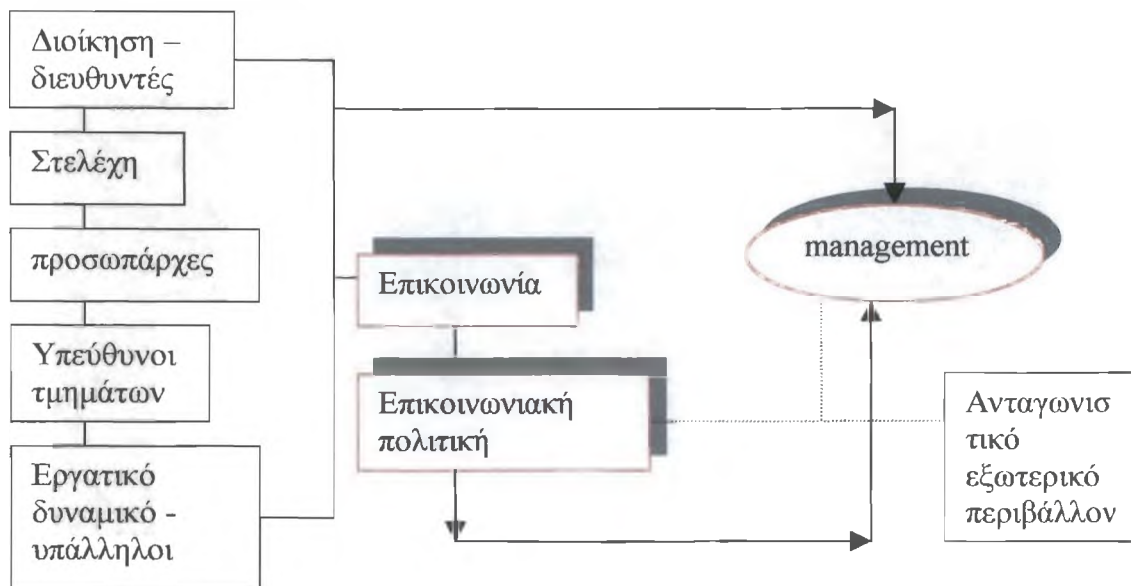 Διοίκηση –
διευθυντές
Στελέχη
προσωπάρχες
Υπεύθυνοι
τμημάτων
Εργατικό
δυναμικό -
υπάλληλοι
Επικοινωνία
Επικοινωνιακή
πολιτική
management
Ανταγωνισ
τικό
εξωτερικό
περιβάλλον